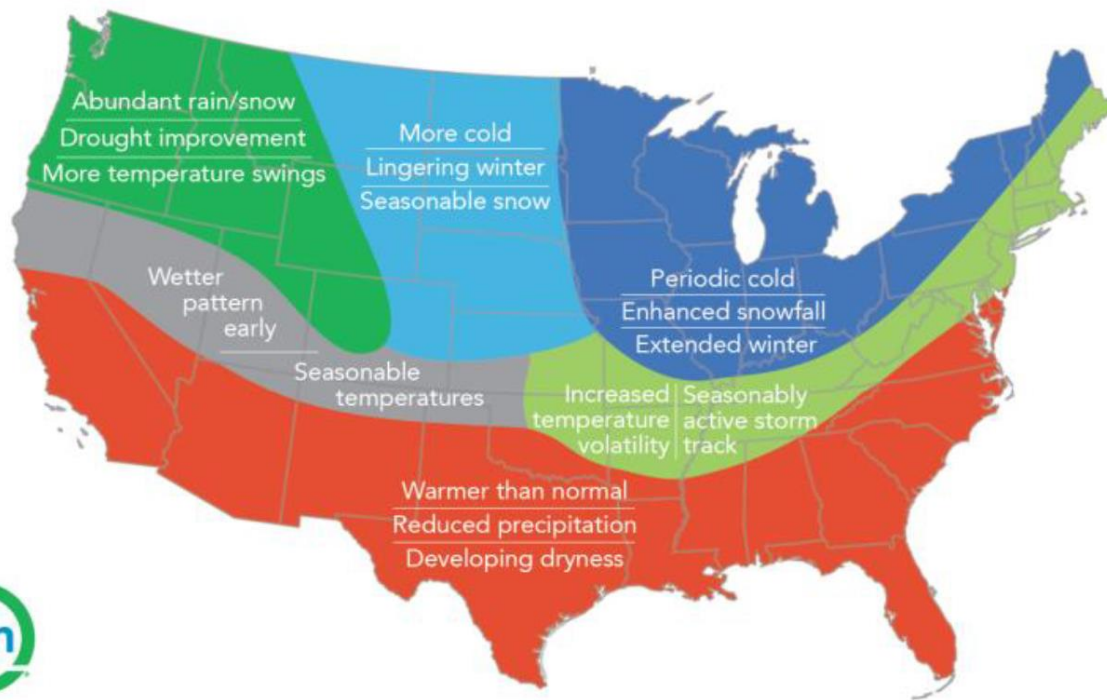 Abundant rain/snow
Drought improvement
More temperature swings
More cold
Lingering winter
Seasonable snow
Periodic cold
Enhanced snowfall
Extended winter
Wetter
pattern
early
Seasonable
temperatures
Increased
temperature
volatility
Seasonably
active storm
track
Warmer than normal
Reduced precipitation
Developing dryness